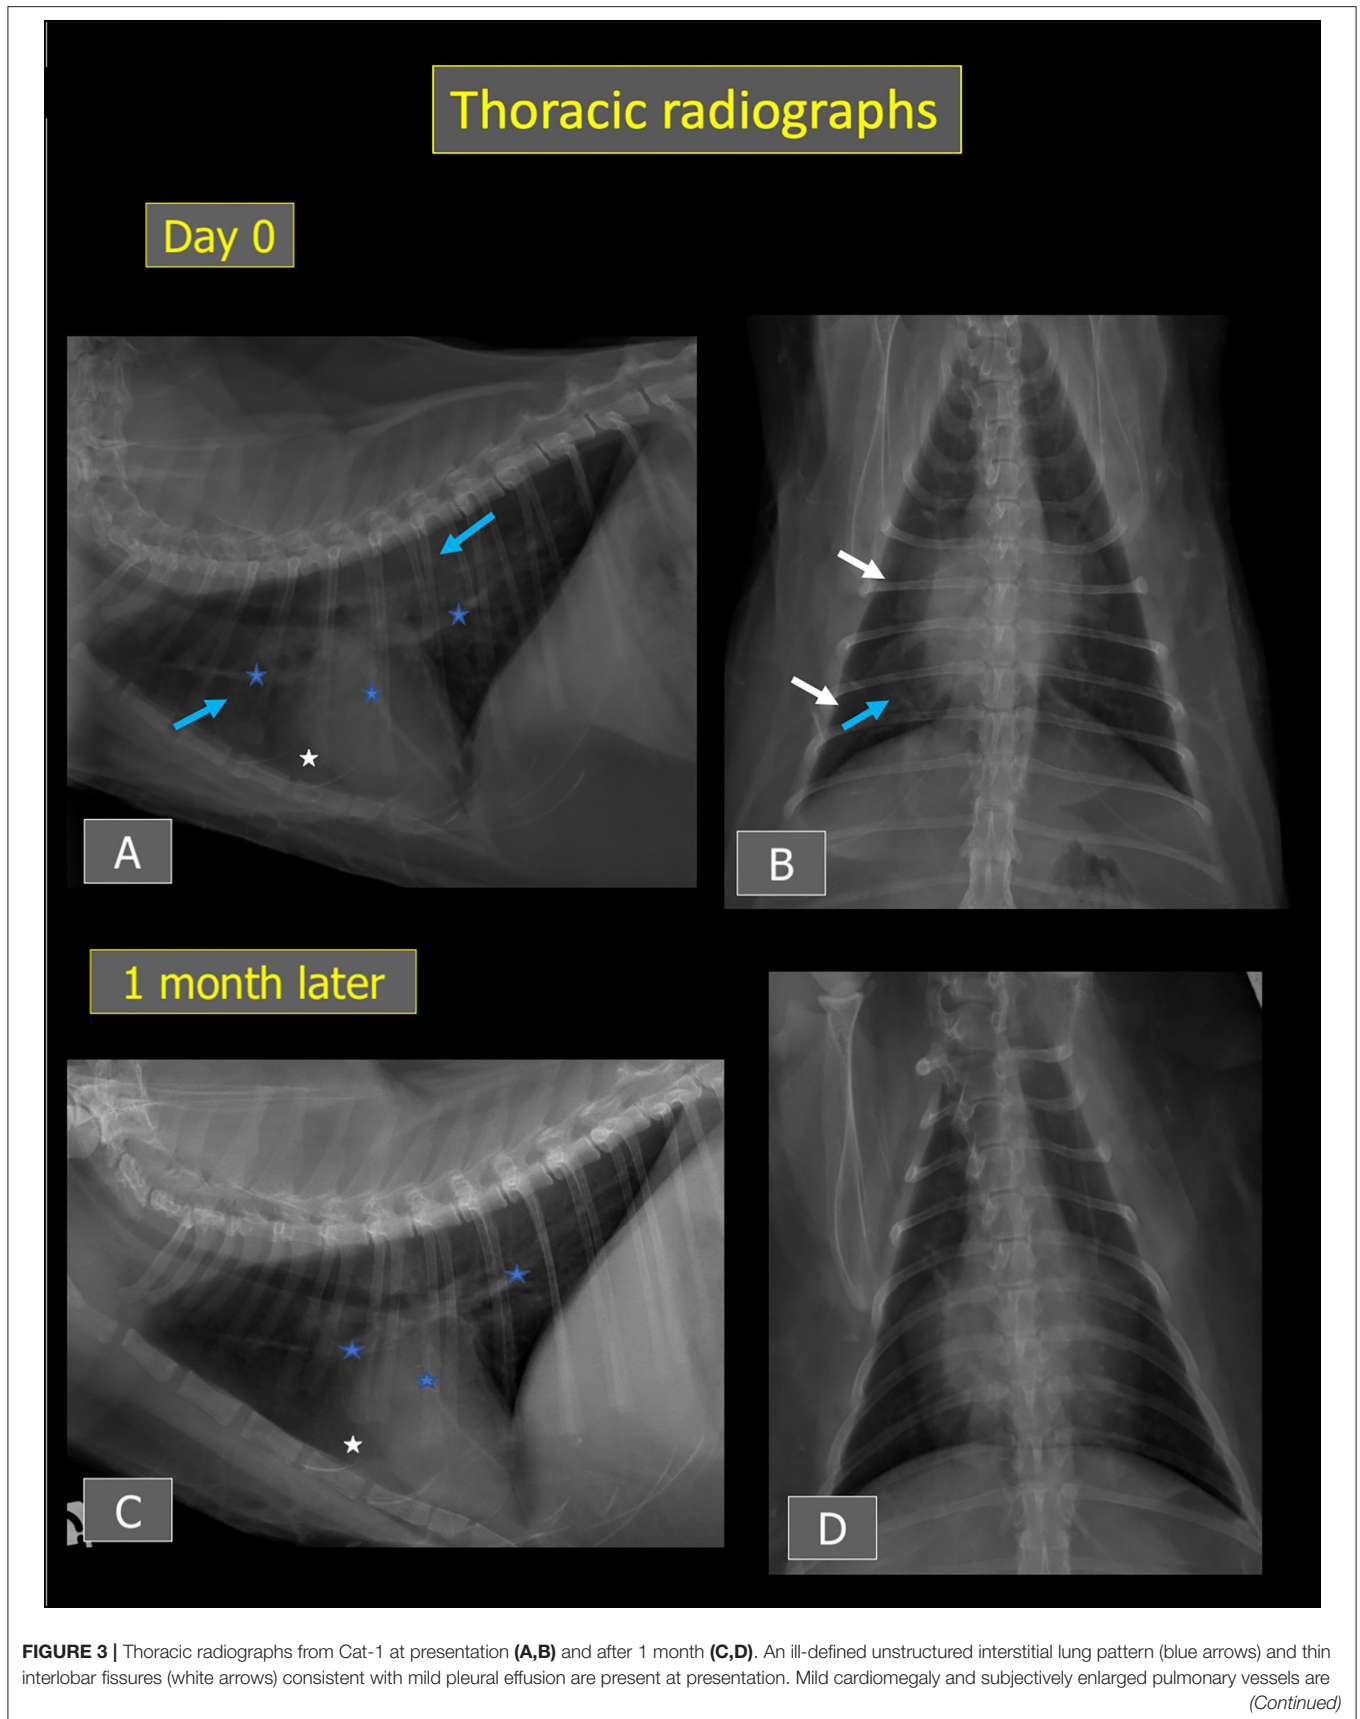 Thoracic radiographs
Day 0
A
B
1 month later
C
D
FIGURE 3 | Thoracic radiographs from Cat-1 at presentation (A,B) and after 1 month (C,D). An ill-defined unstructured interstitial lung pattern (blue arrows) and thin
interlobar fissures (white arrows) consistent with mild pleural effusion are present at presentation. Mild cardiomegaly and subjectively enlarged pulmonary vessels are
(Continued)